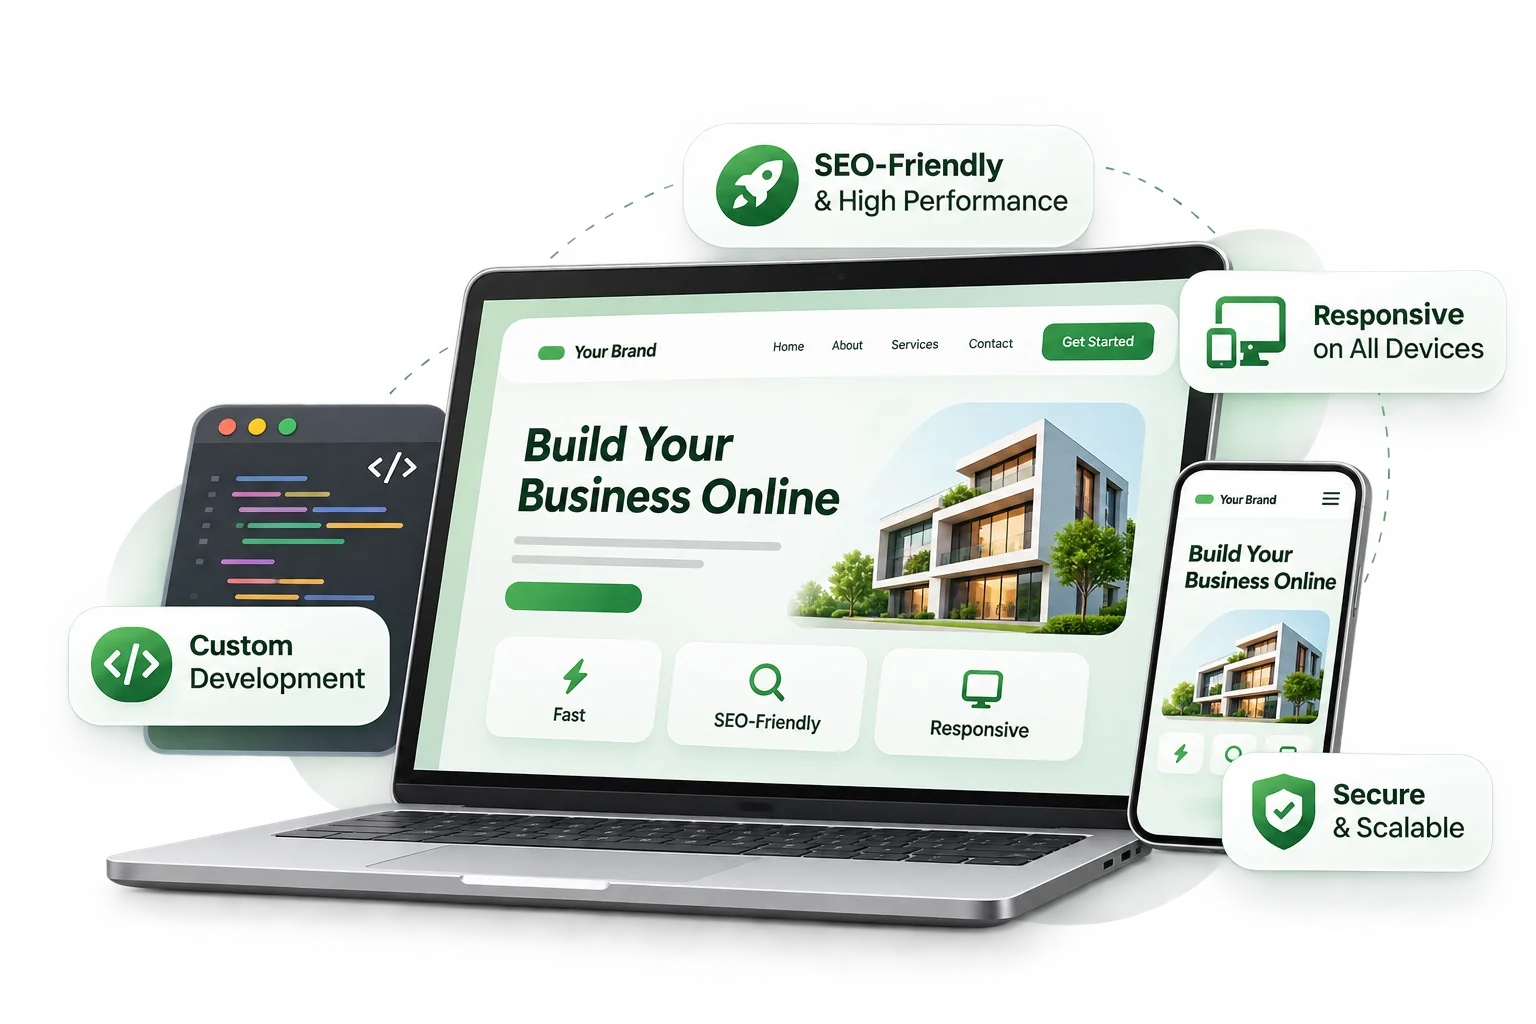 SEO-Friendly
& High Performance
Responsive
on All Devices
Your Brand
Home
About
Services
Contact
Get Started
Build Your
Business Online
Fast
SEO-Friendly
Responsive
</>
</>
Custom
Development
Your Brand
Build Your
Business Online
Secure
& Scalable